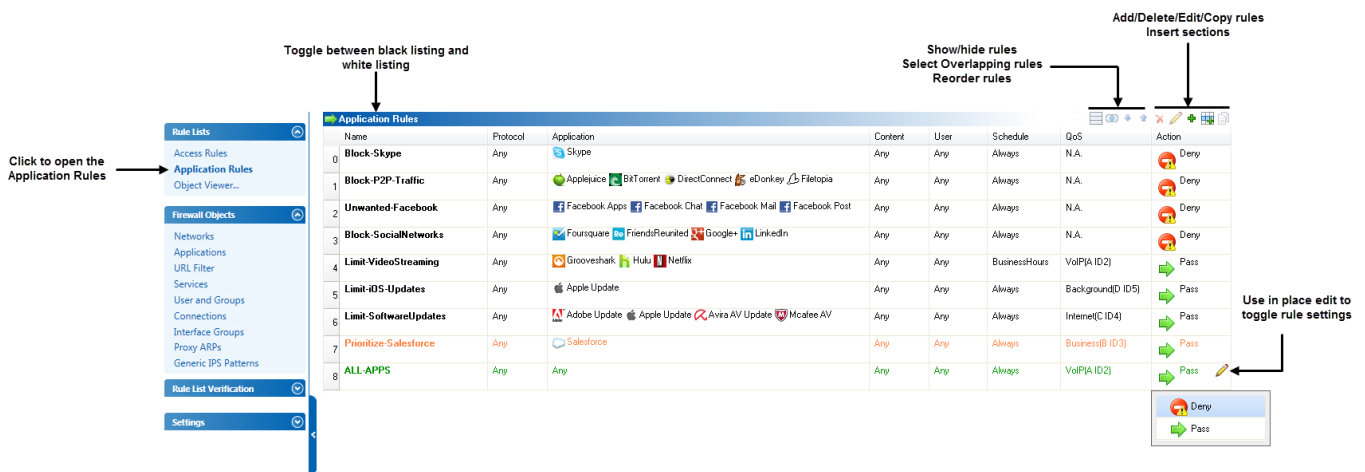 Add/Delete/Edit/Copy rules
Insert sections
Toggle between black listing and
white listing
Show/hide rules
Select Overlapping rules
Reorder rules
Click to open the
Application Rules
Rule Lists
Access Rules
Application Rules
Object Viewer...
Firewall Objects
Networks
Applications
URL Filter
Services
User and Groups
Connections
Interface Groups
Proxy ARPs
Generic IPS Patterns
Rule List Verification
Settings
Application Rules
Name Protocol Application Content User Schedule QoS Action
0 Block-Skype Any Skype Any Any Always N.A. Deny
1 Block-P2P-Traffic Any Applejuice BitTorrent DirectConnect eDonkey Filetopia Any Any Always N.A. Deny
2 Unwanted-Facebook Any Facebook Apps Facebook Chat Facebook Mail Facebook Post Any Any Always N.A. Deny
3 Block-SocialNetworks Any Foursquare Re FriendsReunited Google+ LinkedIn Any Any Always N.A. Deny
4 Limit-VideoStreaming Any Grooveshark Hulu Netflix Any Any BusinessHours VoIP(A ID2) Pass
5 Limit-iOS-Updates Any Apple Update Any Any Always Background(D ID5) Pass
6 Limit-SoftwareUpdates Any Adobe Update Apple Update Avira AV Update Mcafee AV Any Any Always Internet(C ID4) Pass
7 Prioritize-Salesforce Any Salesforce Any Any Always Business(B ID3) Pass
8 ALL-APPS Any Any Any Any Always VoIP(A ID2) Pass
Deny
Pass
Use in place edit to
toggle rule settings